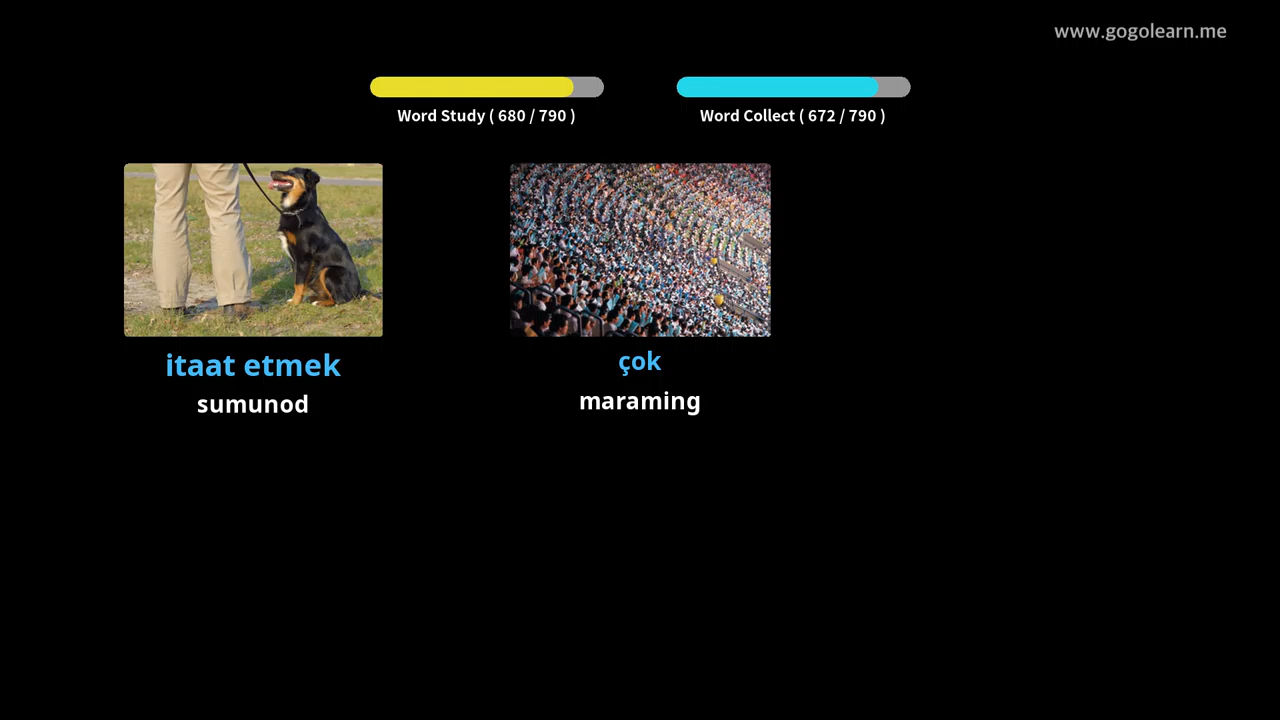 www.gogolearn.me
Word Study ( 680 / 790 )
Word Collect ( 672 / 790 )
itaat etmek
sumunod
çok
maraming